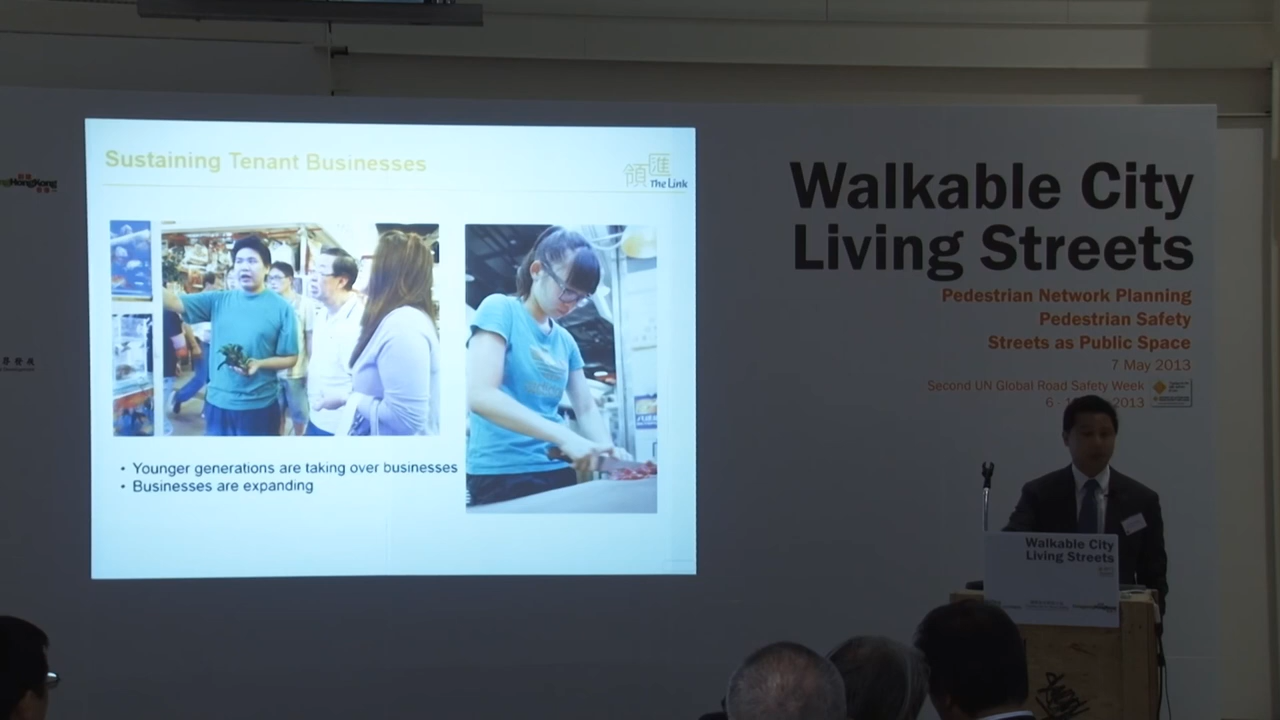 Sustaining Tenant Businesses
領匯
The Link
• Younger generations are taking over businesses
• Businesses are expanding
Walkable City
Living Streets
Pedestrian Network Planning
Pedestrian Safety
Streets as Public Space
7 May 2013
Second UN Global Road Safety Week
2013
Walkable City
Living Streets